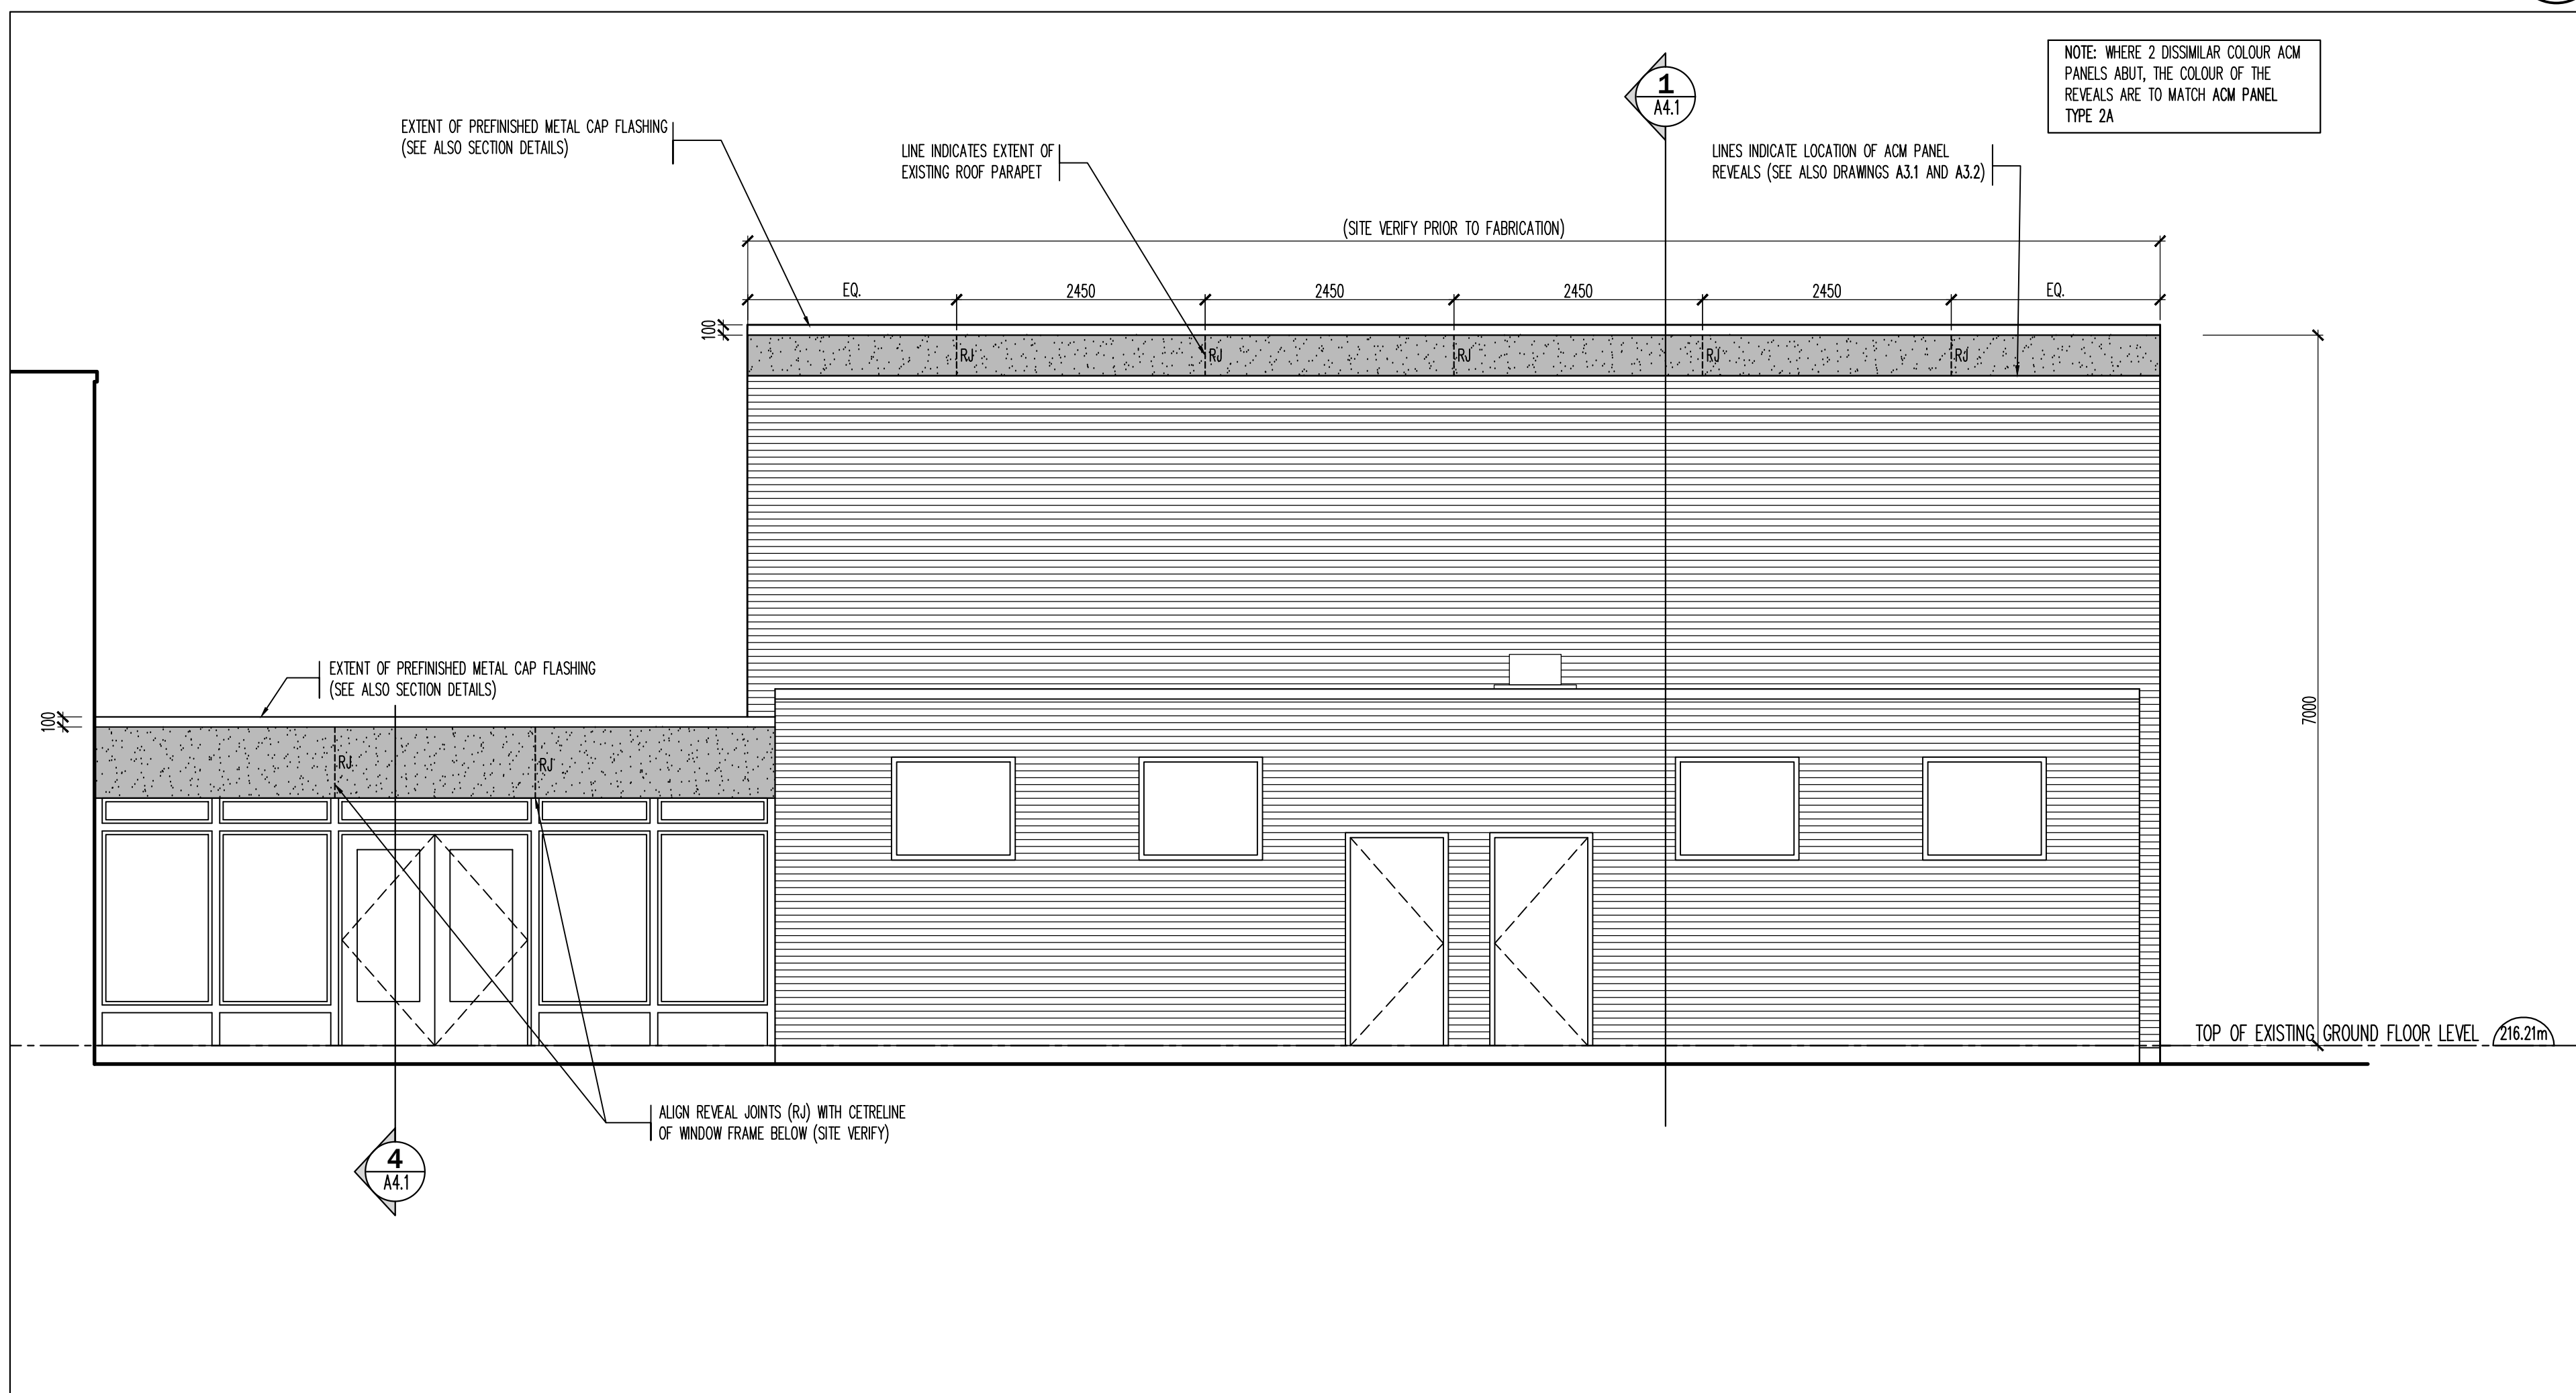 NOTE: WHERE 2 DISSIMILAR COLOUR ACM
PANELS ABUT, THE COLOUR OF THE
REVEALS ARE TO MATCH ACM PANEL
TYPE 2A
1
A4.1
EXTENT OF PREFINISHED METAL CAP FLASHING
(SEE ALSO SECTION DETAILS)
LINE INDICATES EXTENT OF
EXISTING ROOF PARAPET
LINES INDICATE LOCATION OF ACM PANEL
REVEALS (SEE ALSO DRAWINGS A3.1 AND A3.2)
(SITE VERIFY PRIOR TO FABRICATION)
EQ.
2450
2450
2450
2450
EQ.
100
RJ
RJ
RJ
RJ
RJ
EXTENT OF PREFINISHED METAL CAP FLASHING
(SEE ALSO SECTION DETAILS)
100
7000
RJ
RJ
TOP OF EXISTING GROUND FLOOR LEVEL
216.21m
ALIGN REVEAL JOINTS (RJ) WITH CETRELINE
OF WINDOW FRAME BELOW (SITE VERIFY)
4
A4.1